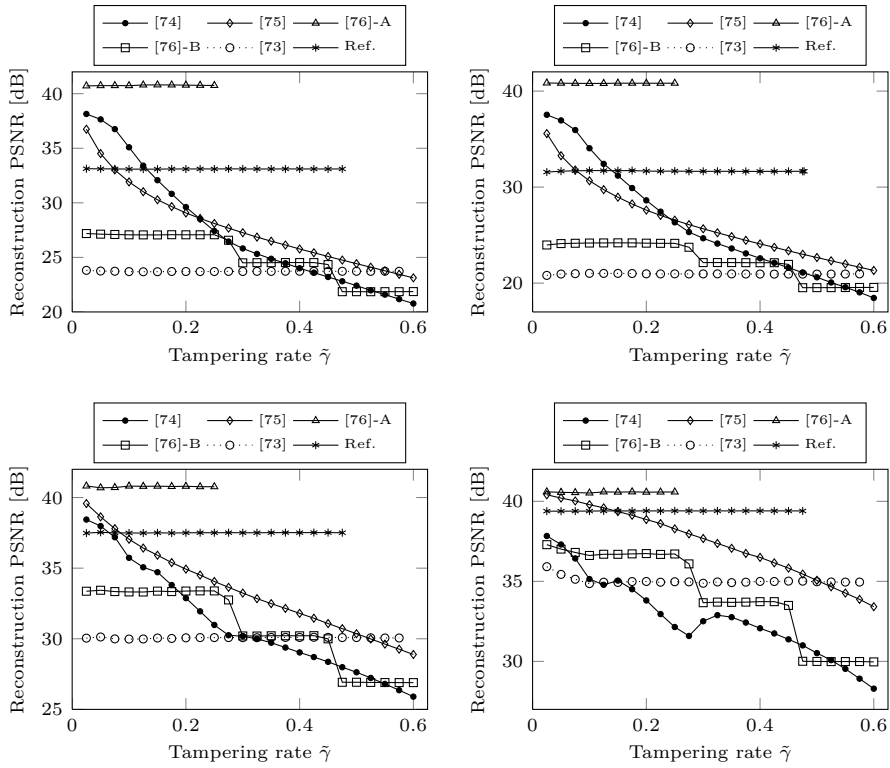 [74] [75] [76]-A
[76]-B [73] Ref.
Reconstruction PSNR [dB]
40
35
30
25
20
0 0.2 0.4 0.6
Tampering rate γ̃
[74] [75] [76]-A
[76]-B [73] Ref.
Reconstruction PSNR [dB]
40
30
20
0 0.2 0.4 0.6
Tampering rate γ̃
[74] [75] [76]-A
[76]-B [73] Ref.
Reconstruction PSNR [dB]
40
35
30
25
0 0.2 0.4 0.6
Tampering rate γ̃
[74] [75] [76]-A
[76]-B [73] Ref.
Reconstruction PSNR [dB]
40
35
30
0 0.2 0.4 0.6
Tampering rate γ̃